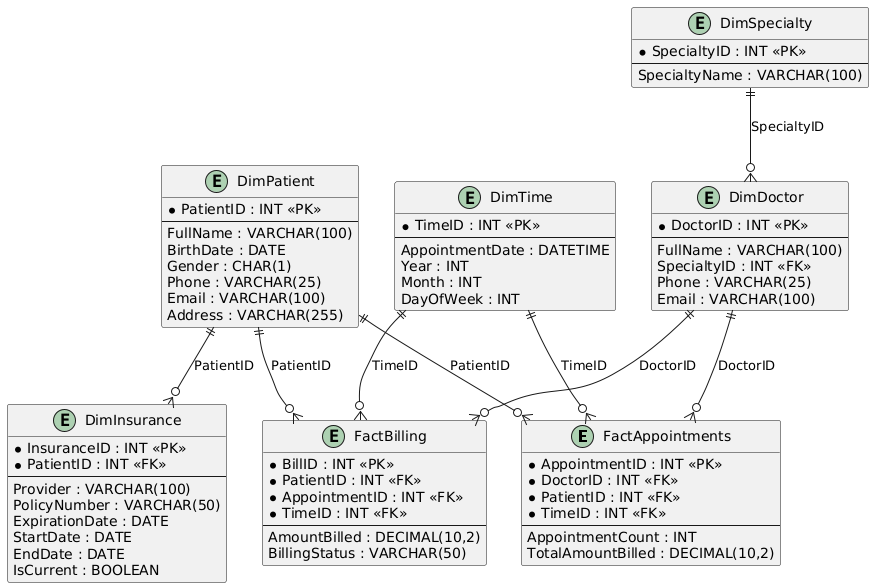 E DimSpecialty
* SpecialtyID : INT «PK»
SpecialtyName : VARCHAR(100)
SpecialtyID
E DimPatient
* PatientID : INT «PK»
FullName : VARCHAR(100)
BirthDate : DATE
Gender : CHAR(1)
Phone : VARCHAR(25)
Email : VARCHAR(100)
Address : VARCHAR(255)
E DimTime
* TimeID : INT «PK»
AppointmentDate : DATETIME
Year : INT
Month : INT
DayOfWeek : INT
E DimDoctor
* DoctorID : INT «PK»
FullName : VARCHAR(100)
SpecialtyID : INT «FK»
Phone : VARCHAR(25)
Email : VARCHAR(100)
PatientID
PatientID
TimeID
PatientID
TimeID
DoctorID
DoctorID
E DimInsurance
* InsuranceID : INT «PK»
* PatientID : INT «FK»
Provider : VARCHAR(100)
PolicyNumber : VARCHAR(50)
ExpirationDate : DATE
StartDate : DATE
EndDate : DATE
IsCurrent : BOOLEAN
E FactBilling
* BillID : INT «PK»
* PatientID : INT «FK»
* AppointmentID : INT «FK»
* TimeID : INT «FK»
AmountBilled : DECIMAL(10,2)
BillingStatus : VARCHAR(50)
E FactAppointments
* AppointmentID : INT «PK»
* DoctorID : INT «FK»
* PatientID : INT «FK»
* TimeID : INT «FK»
AppointmentCount : INT
TotalAmountBilled : DECIMAL(10,2)